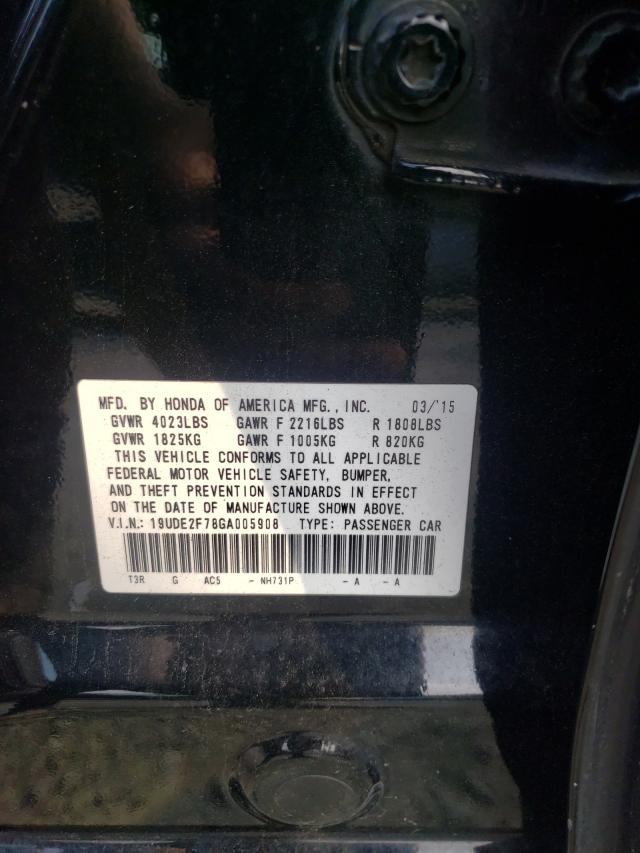 MFD. BY HONDA OF AMERICA MFG., INC. 03/'15
GVWR 4023LBS GAWR F 2216LBS R 1808LBS
GVWR 1825KG GAWR F 1005KG R 820KG
THIS VEHICLE CONFORMS TO ALL APPLICABLE
FEDERAL MOTOR VEHICLE SAFETY, BUMPER,
AND THEFT PREVENTION STANDARDS IN EFFECT
ON THE DATE OF MANUFACTURE SHOWN ABOVE.
V.I.N.: 19UDE2F78GA005908 TYPE: PASSENGER CAR
T3R G AC5 - NH731P - A - A